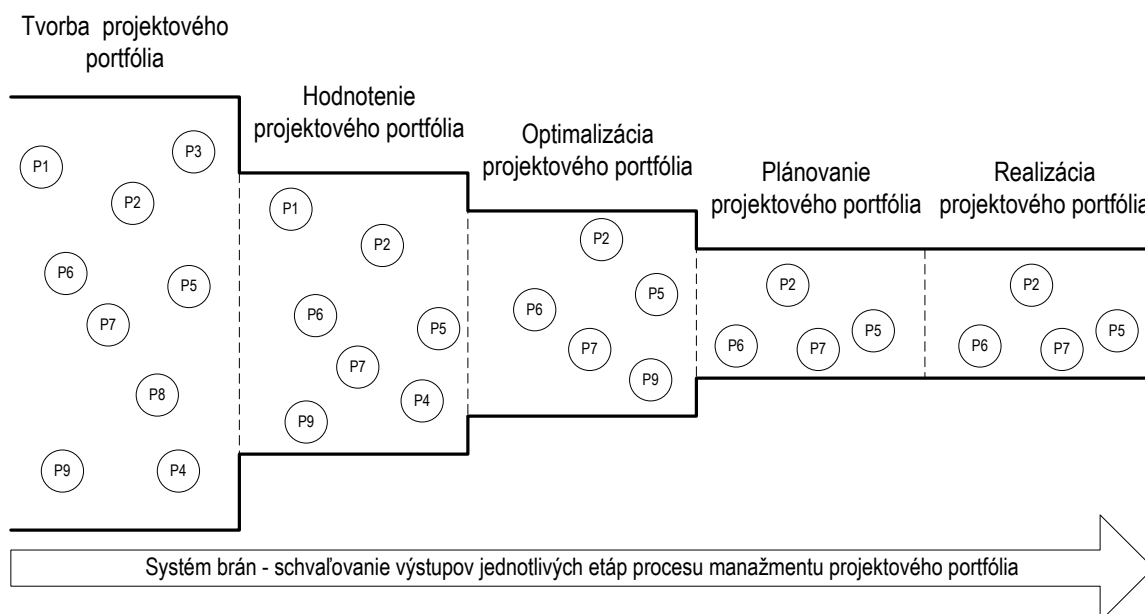 Tvorba projektového
portfólia
Hodnotenie
projektového portfólia
Optimalizácia
projektového portfólia
Plánovanie
projektového portfólia
Realizácia
projektového portfólia
P1
P3
P2
P6
P5
P7
P8
P9
P4
P1
P2
P6
P5
P7
P4
P9
P2
P5
P6
P7
P9
P2
P5
P6
P7
P2
P5
P6
P7
Systém brán - schvaľovanie výstupov jednotlivých etáp procesu manažmentu projektového portfólia